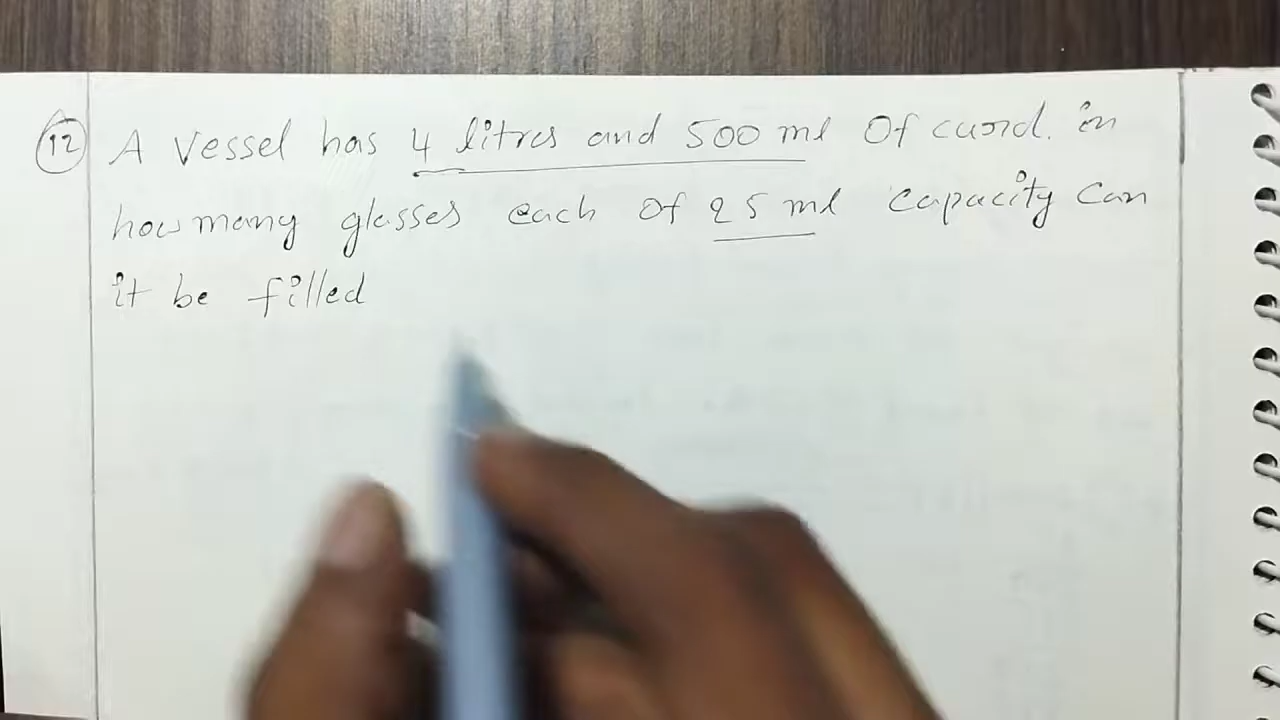 12 A vessel has 4 litres and 500 ml Of curd. in
how many glasses each of 25 ml capacity can
it be filled